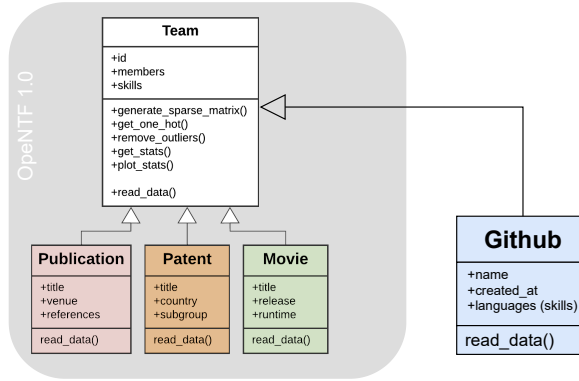 OpeNTF 1.0
Team
+id
+members
+skills
+generate_sparse_matrix()
+get_one_hot()
+remove_outliers()
+get_stats()
+plot_stats()
+read_data()
Publication
+title
+venue
+references
read_data()
Patent
+title
+country
+subgroup
read_data()
Movie
+title
+release
+runtime
read_data()
Github
+name
+created_at
+languages (skills)
read_data()